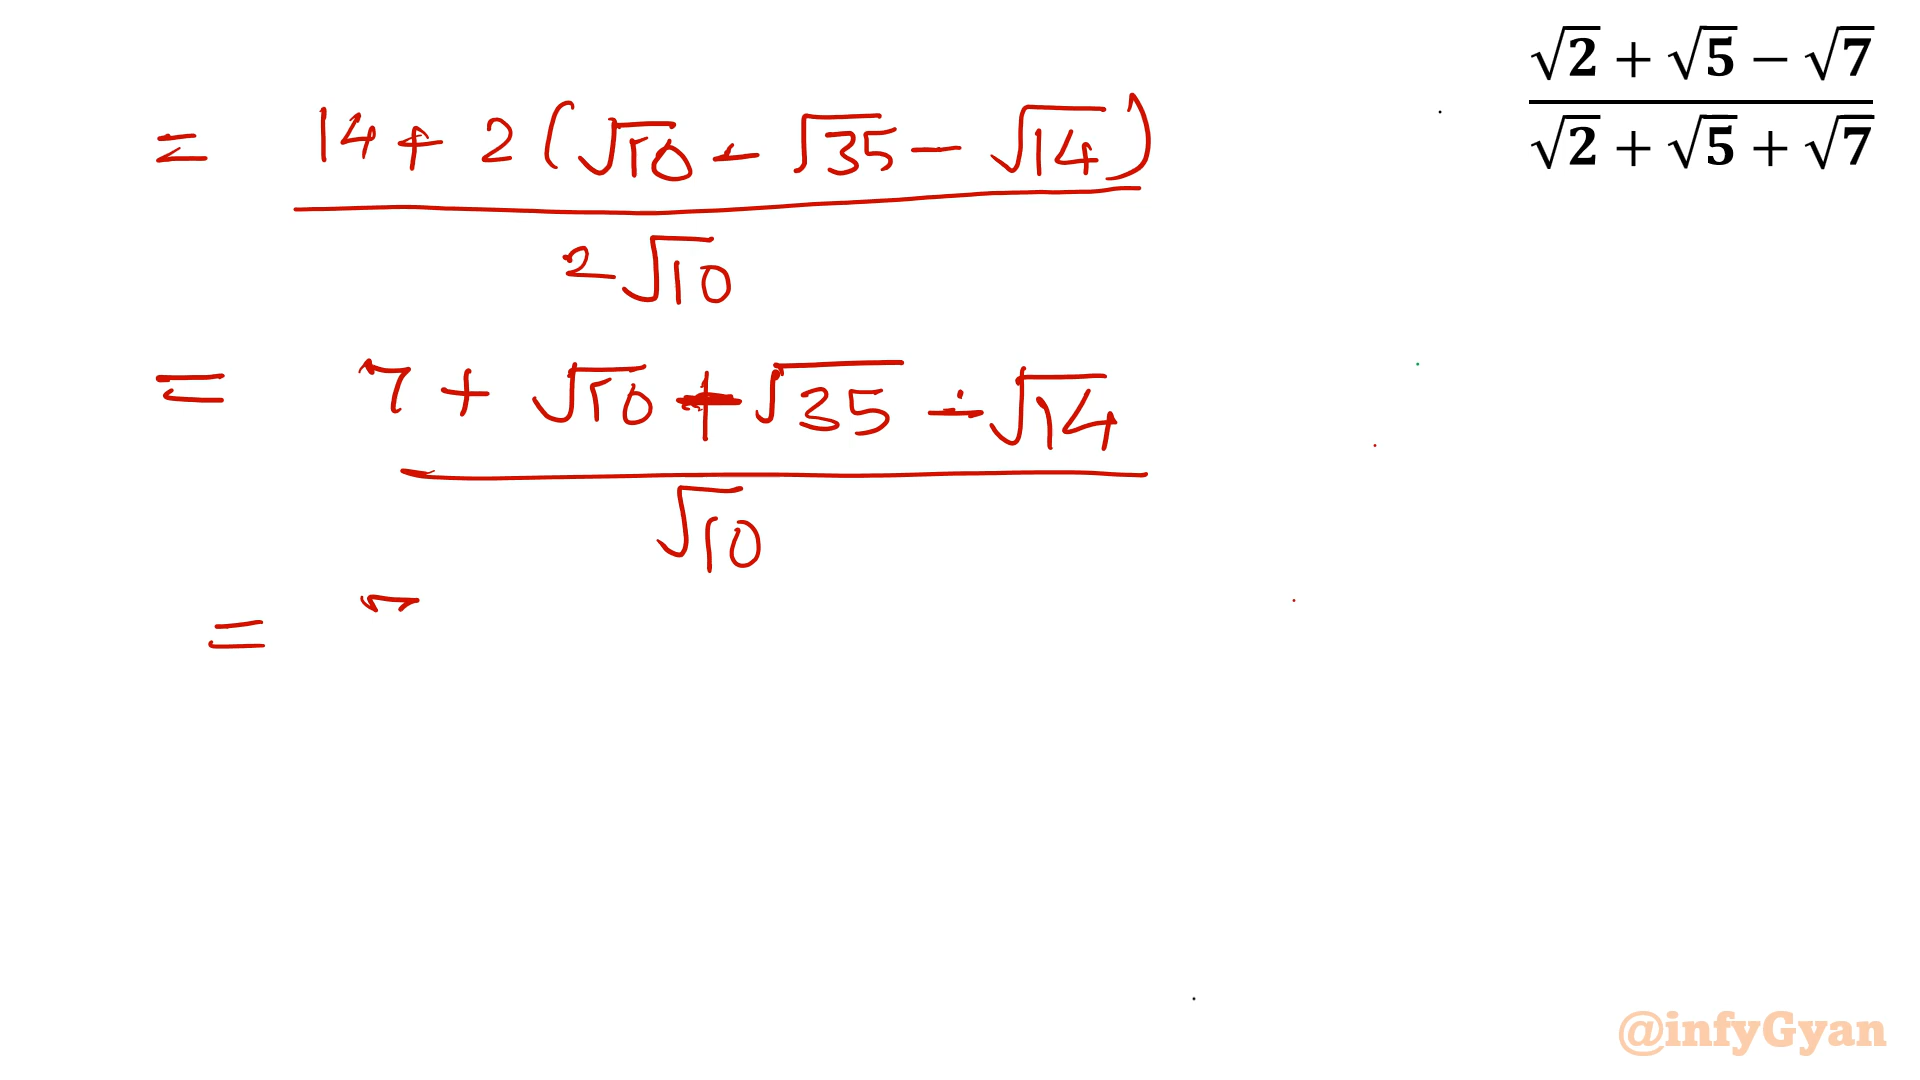 (√2 + √5 − √7) / (√2 + √5 + √7)
= (14 + 2(√10 − √35 − √14)) / (2√10)
= (7 + √10 + √35 − √14) / √10
= 7
@infyGyan